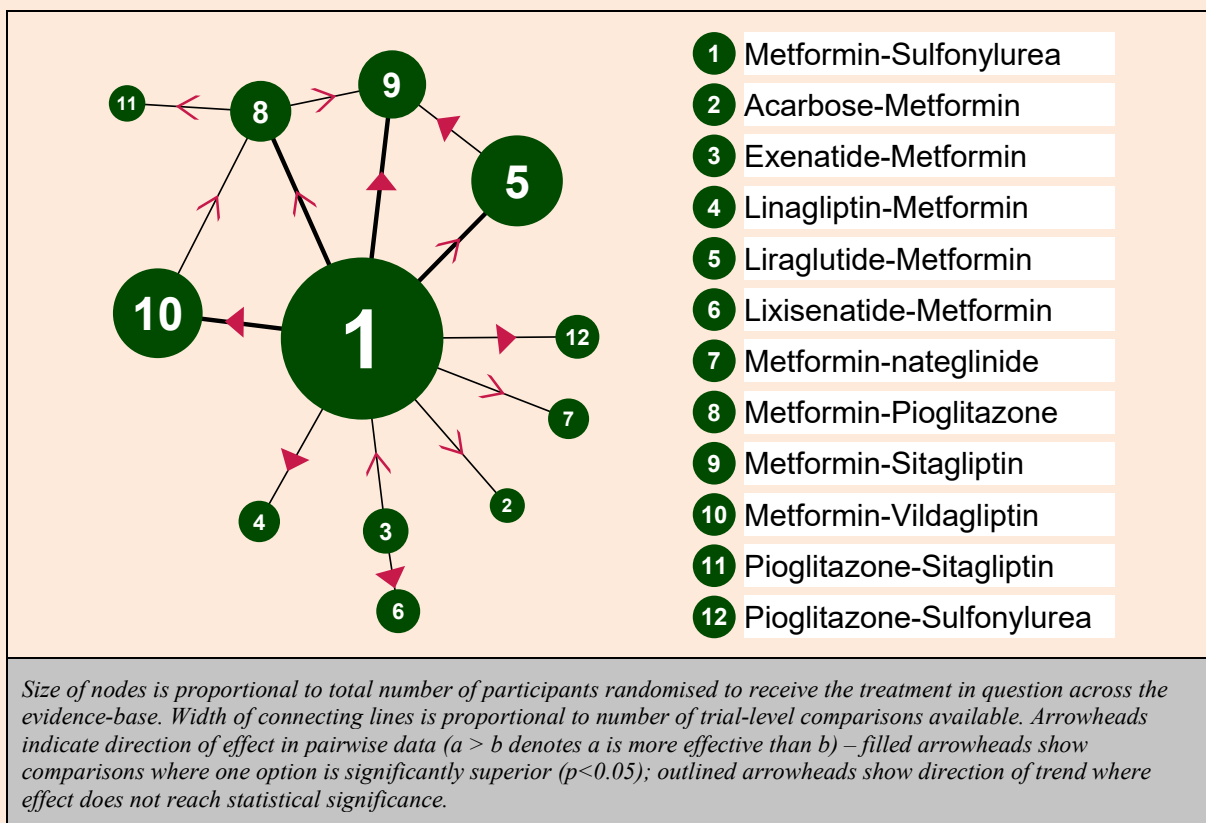 11
8
9
5
10
1
12
7
2
3
4
6
1 Metformin-Sulfonylurea
2 Acarbose-Metformin
3 Exenatide-Metformin
4 Linagliptin-Metformin
5 Liraglutide-Metformin
6 Lixisenatide-Metformin
7 Metformin-nateglinide
8 Metformin-Pioglitazone
9 Metformin-Sitagliptin
10 Metformin-Vildagliptin
11 Pioglitazone-Sitagliptin
12 Pioglitazone-Sulfonylurea
Size of nodes is proportional to total number of participants randomised to receive the treatment in question across the
evidence-base. Width of connecting lines is proportional to number of trial-level comparisons available. Arrowheads
indicate direction of effect in pairwise data (a > b denotes a is more effective than b) – filled arrowheads show
comparisons where one option is significantly superior (p<0.05); outlined arrowheads show direction of trend where
effect does not reach statistical significance.